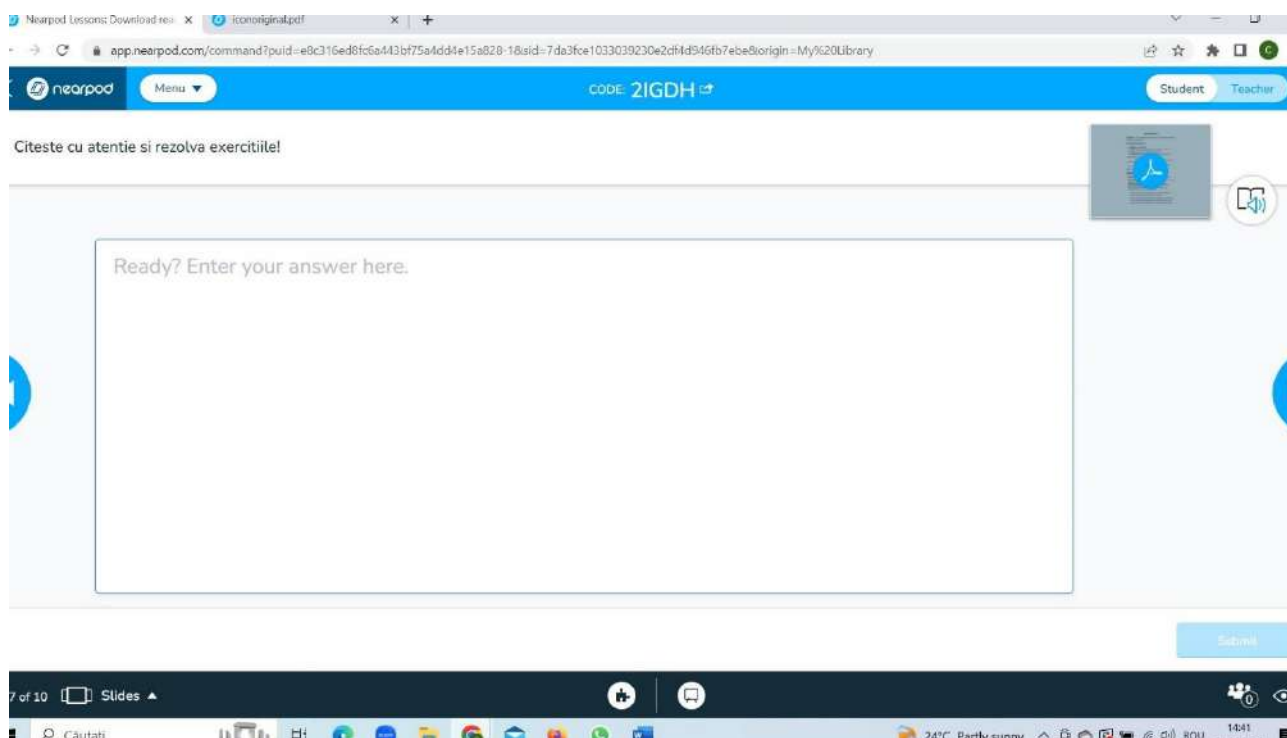 Nearpod Lessons: Download rea
iconoriginal.pdf
app.nearpod.com/command?puid=e8c316ed8fc6a443bf75a4dd4e15a828-1&sid=7da3fce1033039230e2df4d946fb7ebe&origin=My%20Library
nearpod
Menu
CODE: 2IGDH
Student
Teacher
Citeste cu atentie si rezolva exercitiile!
Ready? Enter your answer here.
Submit
7 of 10
Slides
0
Căutați
24°C Partly sunny
ROU
14:41